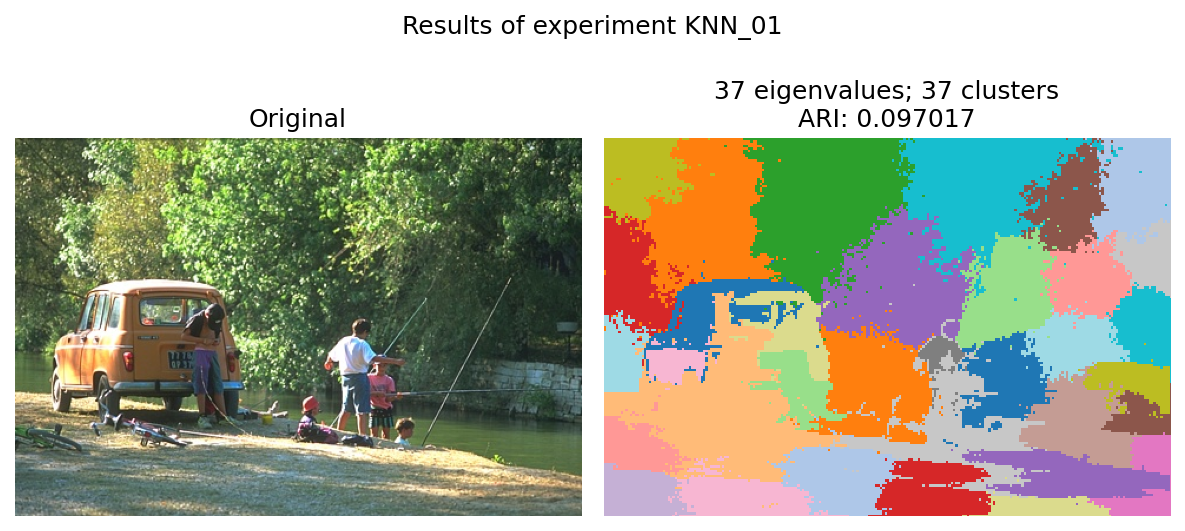 Results of experiment KNN_01
Original
37 eigenvalues; 37 clusters
ARI: 0.097017